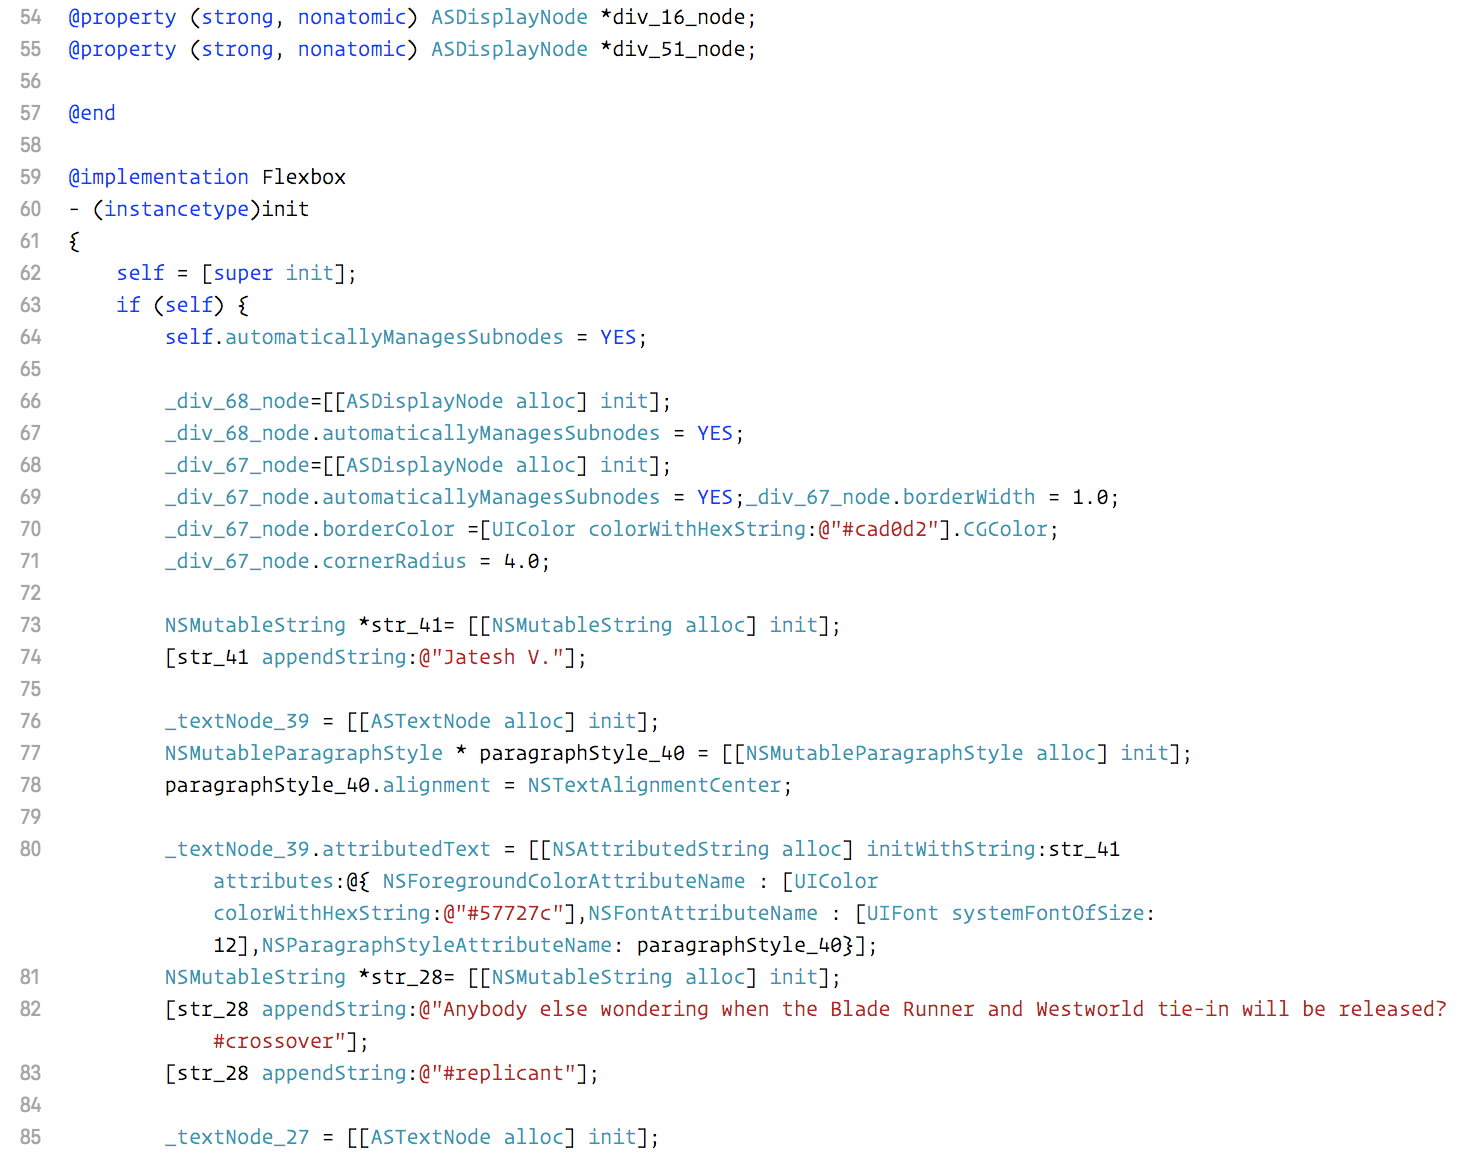 54 @property (strong, nonatomic) ASDisplayNode *div_16_node;
55 @property (strong, nonatomic) ASDisplayNode *div_51_node;
56
57 @end
58
59 @implementation Flexbox
60 - (instancetype)init
61 {
62     self = [super init];
63     if (self) {
64         self.automaticallyManagesSubnodes = YES;
65
66         _div_68_node=[[ASDisplayNode alloc] init];
67         _div_68_node.automaticallyManagesSubnodes = YES;
68         _div_67_node=[[ASDisplayNode alloc] init];
69         _div_67_node.automaticallyManagesSubnodes = YES;_div_67_node.borderWidth = 1.0;
70         _div_67_node.borderColor =[UIColor colorWithHexString:@"#cad0d2"].CGColor;
71         _div_67_node.cornerRadius = 4.0;
72
73         NSMutableString *str_41= [[NSMutableString alloc] init];
74         [str_41 appendString:@"Jatesh V."];
75
76         _textNode_39 = [[ASTextNode alloc] init];
77         NSMutableParagraphStyle * paragraphStyle_40 = [[NSMutableParagraphStyle alloc] init];
78         paragraphStyle_40.alignment = NSTextAlignmentCenter;
79
80         _textNode_39.attributedText = [[NSAttributedString alloc] initWithString:str_41
            attributes:@{ NSForegroundColorAttributeName : [UIColor
            colorWithHexString:@"#57727c"],NSFontAttributeName : [UIFont systemFontOfSize:
            12],NSParagraphStyleAttributeName: paragraphStyle_40}];
81         NSMutableString *str_28= [[NSMutableString alloc] init];
82         [str_28 appendString:@"Anybody else wondering when the Blade Runner and Westworld tie-in will be released?
            #crossover"];
83         [str_28 appendString:@"#replicant"];
84
85         _textNode_27 = [[ASTextNode alloc] init];